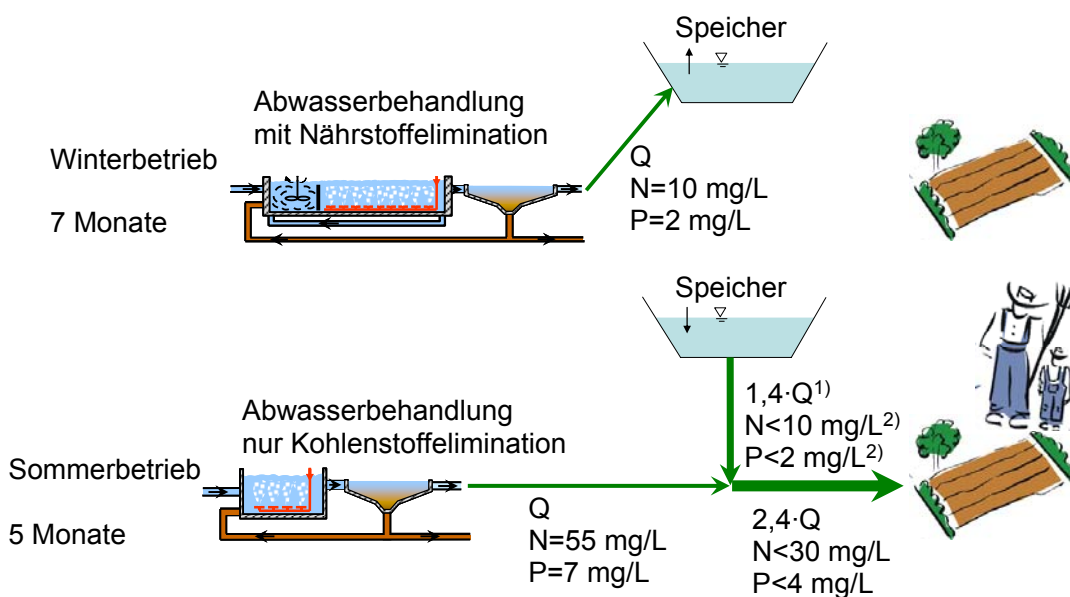 Speicher
Abwasserbehandlung
mit Nährstoffelimination
Winterbetrieb
7 Monate
Q
N=10 mg/L
P=2 mg/L
Speicher
1,4·Q1)
N<10 mg/L2)
P<2 mg/L2)
Abwasserbehandlung
nur Kohlenstoffelimination
Sommerbetrieb
5 Monate
Q
N=55 mg/L
P=7 mg/L
2,4·Q
N<30 mg/L
P<4 mg/L